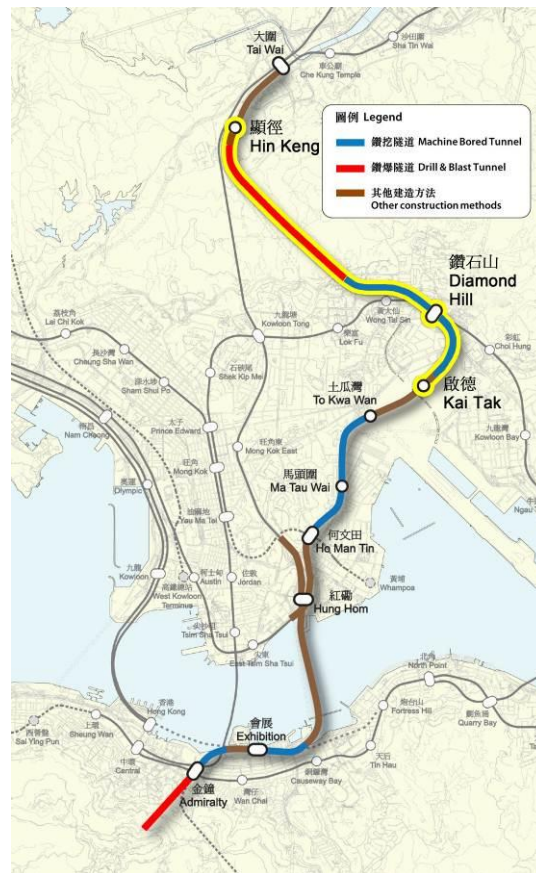 大圍
Tai Wai
沙田圍
Sha Tin Wai
車公廟
Che Kung Temple
顯徑
Hin Keng
圖例 Legend
鑽挖隧道 Machine Bored Tunnel
鑽爆隧道 Drill & Blast Tunnel
其他建造方法
Other construction methods
鑽石山
Diamond
Hill
黃大仙
Wong Tai Sin
九龍塘
Kowloon Tong
樂富
Lok Fu
彩虹
Choi Hung
荔枝角
Lai Chi Kok
長沙灣
Cheung Sha Wan
深水埗
Sham Shui Po
石硤尾
Shek Kip Mei
啟德
Kai Tak
土瓜灣
To Kwa Wan
太子
Prince Edward
南昌
Nam Cheong
旺角東
Mong Kok East
旺角
Mong Kok
九龍灣
Kowloon Bay
馬頭圍
Ma Tau Wai
奧運
Olympic
油麻地
Yau Ma Tei
牛頭角
何文田
Ho Man Tin
九龍
Kowloon
柯士甸
Austin
佐敦
Jordan
West Kowloon
Terminus
黃埔
Whampoa
紅磡
Hung Hom
尖沙咀
Tsim Sha Tsui
尖東
East Tsim Sha Tsui
北角
North Point
香港
Hong Kong
會展
Exhibition
炮台山
Fortress Hill
鰂魚涌
Quarry Bay
西營盤
Sai Ying Pun
上環
Sheung Wan
中環
Central
金鐘
Admiralty
灣仔
Wan Chai
銅鑼灣
Causeway Bay
天后
Tin Hau